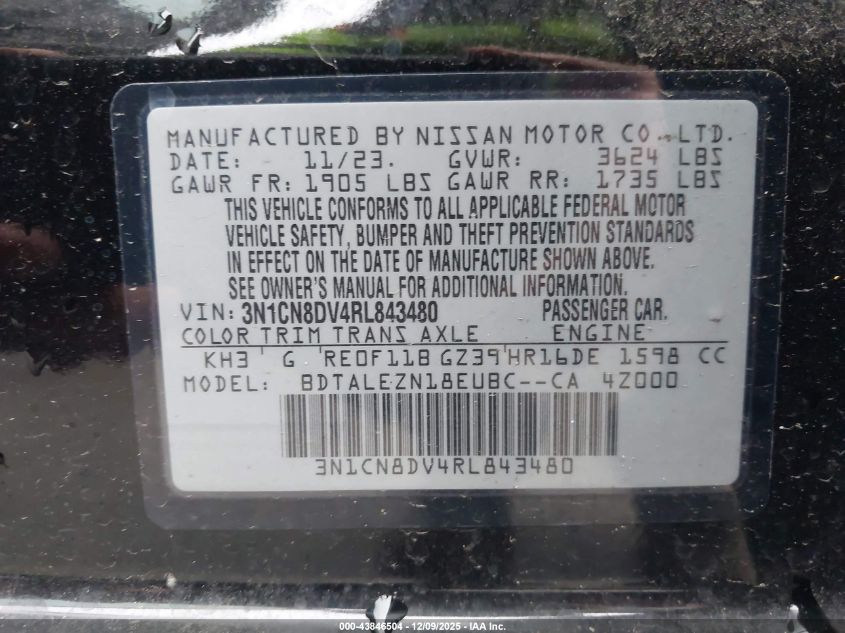 MANUFACTURED BY NISSAN MOTOR CO., LTD.
DATE: 11/23. GVWR: 3624 LBS
GAWR FR: 1905 LBS GAWR RR: 1735 LBS
THIS VEHICLE CONFORMS TO ALL APPLICABLE FEDERAL MOTOR
VEHICLE SAFETY, BUMPER AND THEFT PREVENTION STANDARDS
IN EFFECT ON THE DATE OF MANUFACTURE SHOWN ABOVE.
SEE OWNER'S MANUAL FOR ADDITIONAL INFORMATION.
VIN: 3N1CN8DV4RL843480 PASSENGER CAR.
COLOR TRIM TRANS AXLE ENGINE
KH3 G RE0F11B GZ39 HR16DE 1598 CC
MODEL: BDTALEZN18EUBC--CA 4Z000
3N1CN8DV4RL843480
000-43846504 - 12/09/2025 - IAA Inc.